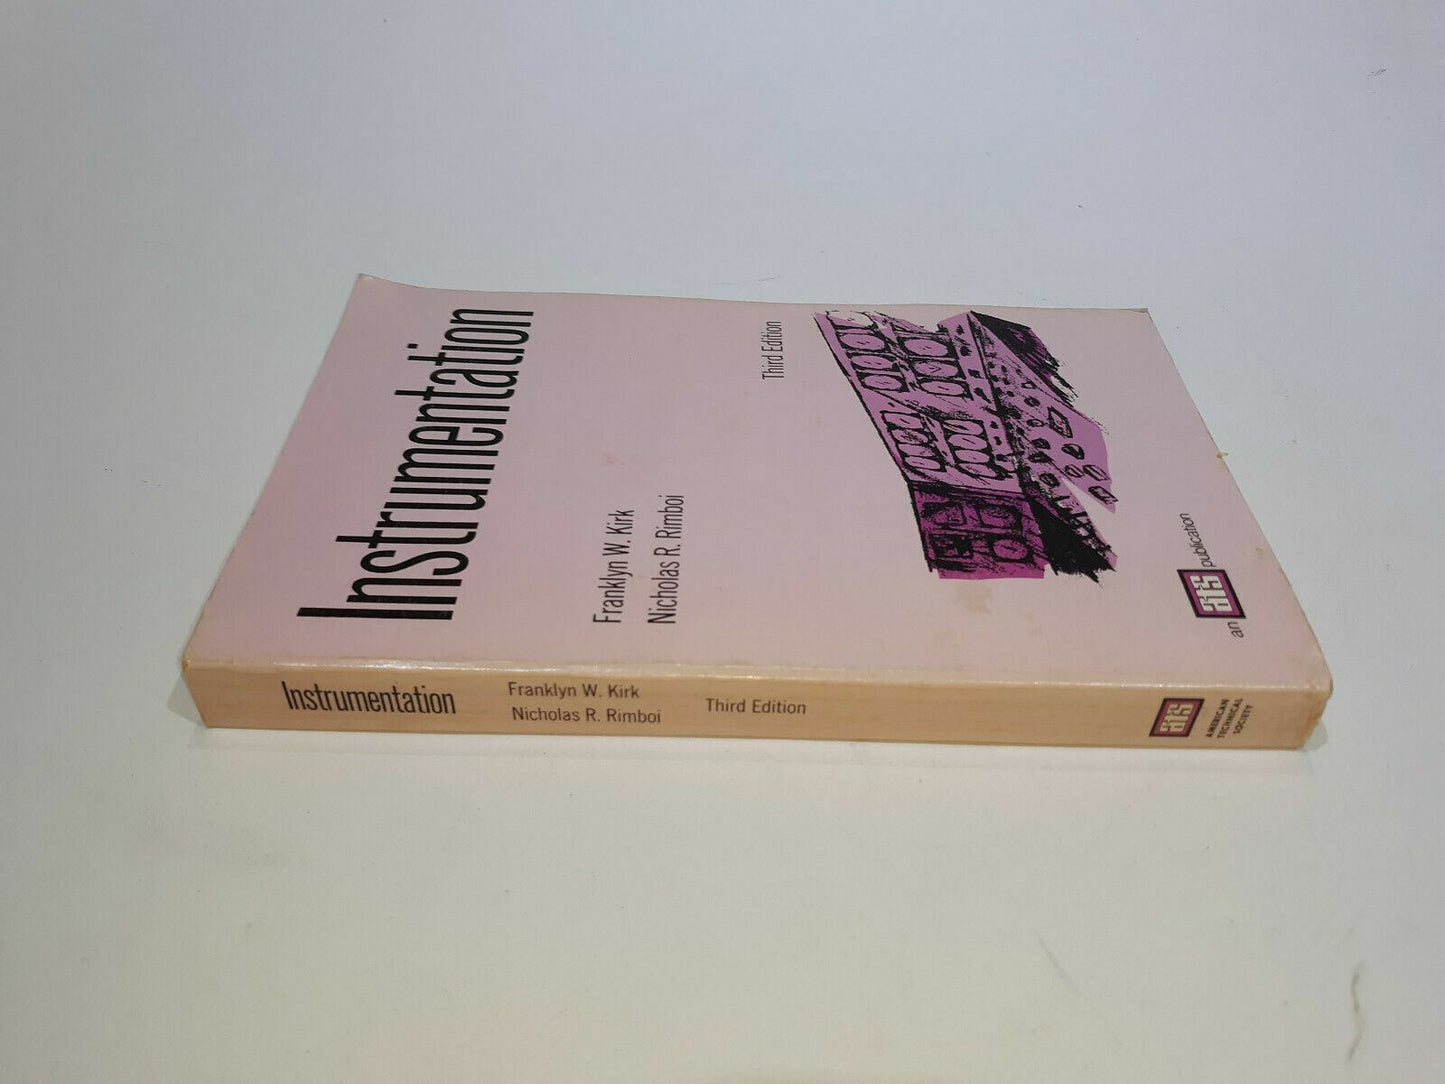 Instrumentation
Franklyn W. Kirk
Nicholas R. Rimboi
Third Edition
an ats publication
Instrumentation
Franklyn W. Kirk
Nicholas R. Rimboi
Third Edition
ats
AMERICAN
TECHNICAL
SOCIETY